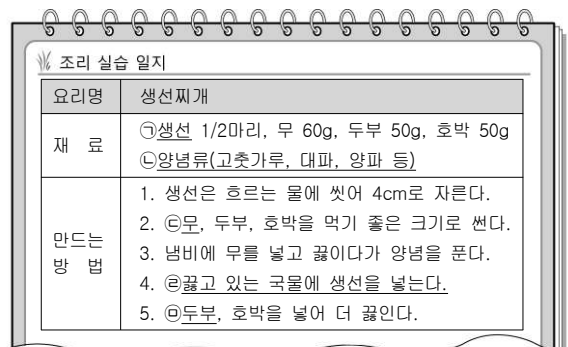 조리 실습 일지
요리명 생선찌개
재 료 ㉠생선 1/2마리, 무 60g, 두부 50g, 호박 50g
㉡양념류(고춧가루, 대파, 양파 등)
만드는 방 법
1. 생선은 흐르는 물에 씻어 4cm로 자른다.
2. ㉢무, 두부, 호박을 먹기 좋은 크기로 썬다.
3. 냄비에 무를 넣고 끓이다가 양념을 푼다.
4. ㉣끓고 있는 국물에 생선을 넣는다.
5. ㉤두부, 호박을 넣어 더 끓인다.